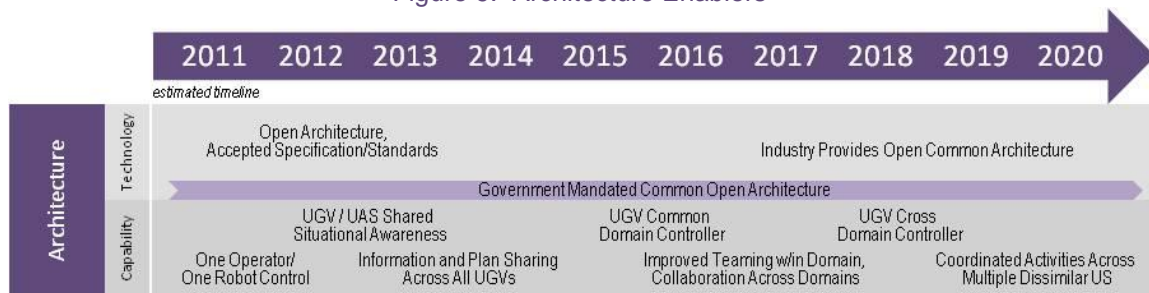 Figure 3. Architecture Enablers
2011 2012 2013 2014 2015 2016 2017 2018 2019 2020
estimated timeline
Architecture
Technology
Open Architecture,
Accepted Specification/Standards
Industry Provides Open Common Architecture
Government Mandated Common Open Architecture
Capability
UGV / UAS Shared
Situational Awareness
UGV Common
Domain Controller
UGV Cross
Domain Controller
One Operator/
One Robot Control
Information and Plan Sharing
Across All UGVs
Improved Teaming w/in Domain,
Collaboration Across Domains
Coordinated Activities Across
Multiple Dissimilar US